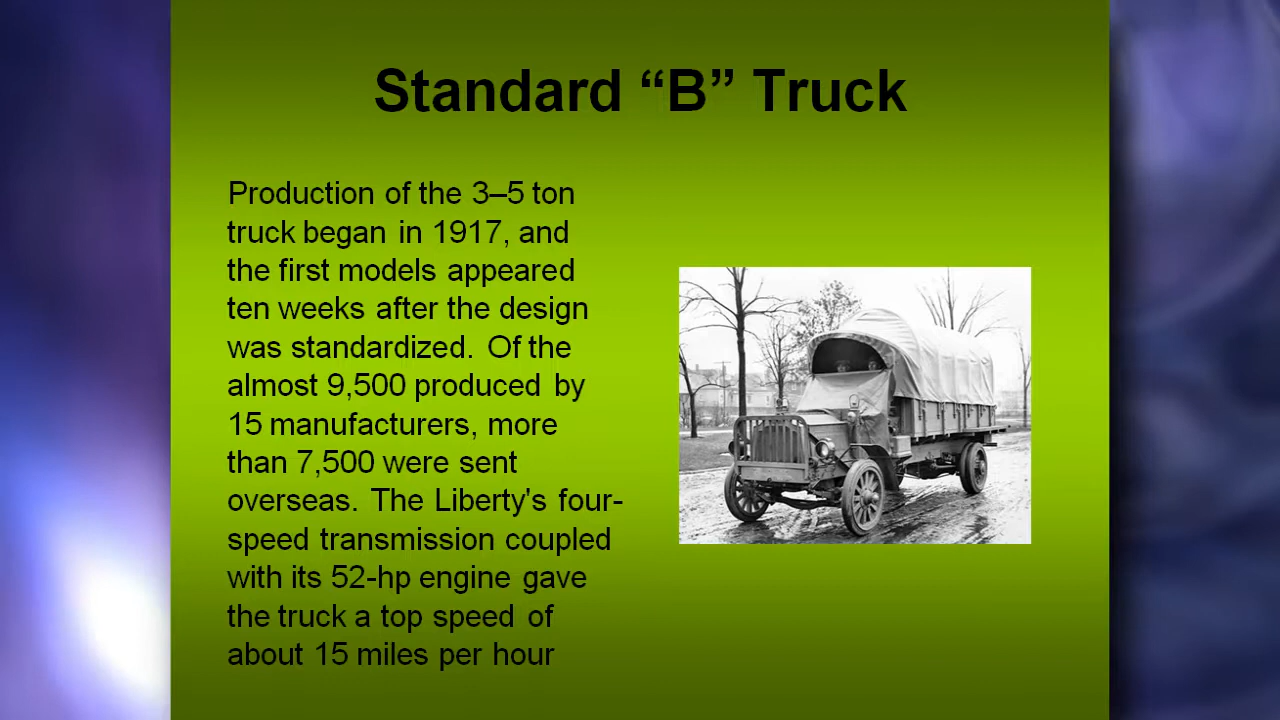 Standard “B” Truck
Production of the 3–5 ton
truck began in 1917, and
the first models appeared
ten weeks after the design
was standardized. Of the
almost 9,500 produced by
15 manufacturers, more
than 7,500 were sent
overseas. The Liberty's four-
speed transmission coupled
with its 52-hp engine gave
the truck a top speed of
about 15 miles per hour